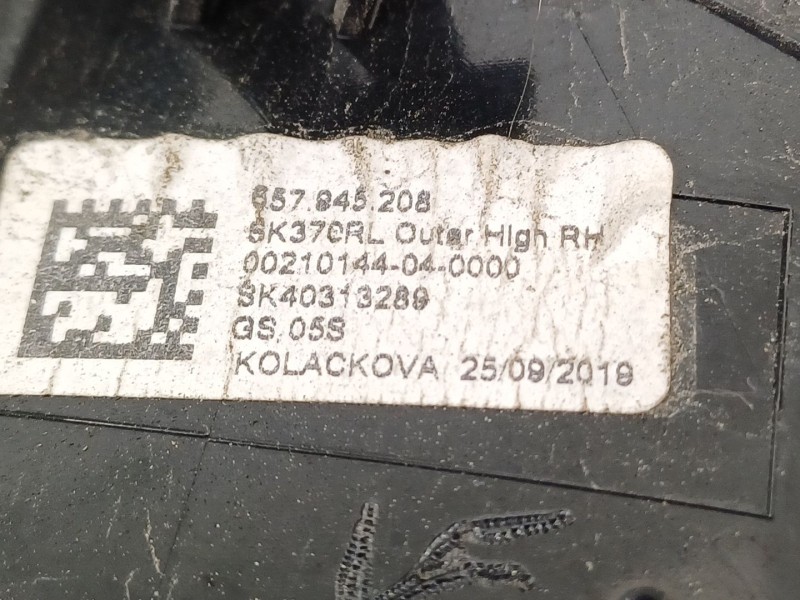 657.945.208
SK370RL Outer High RH
00210144-04-0000
SK40313289
GS 05S
KOLACKOVA 25/09/2019